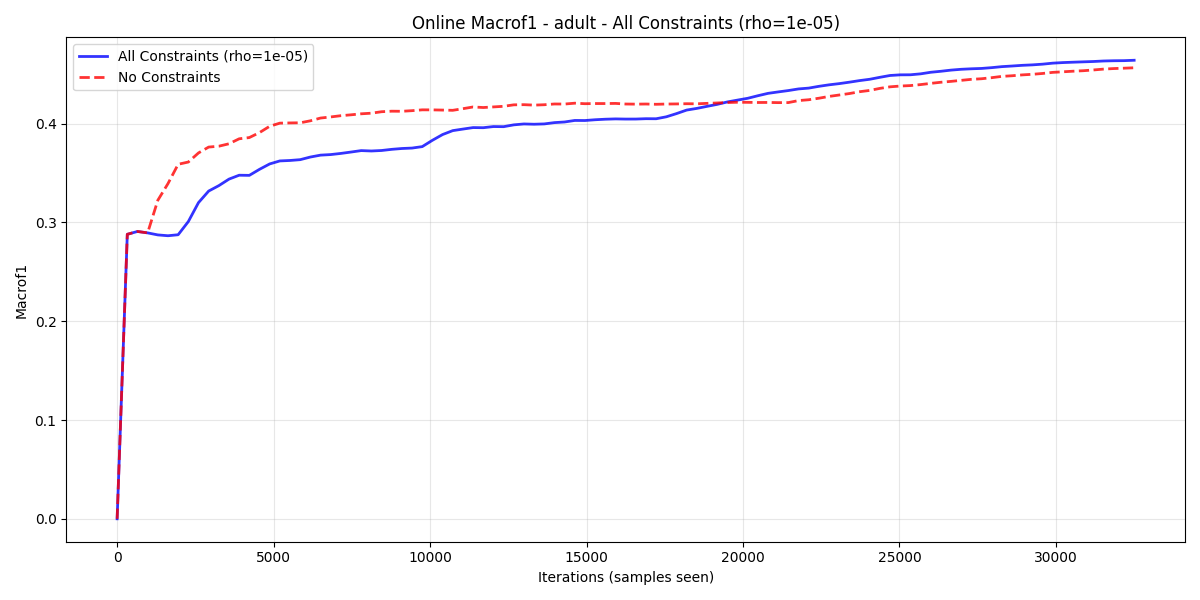 Online Macrof1 - adult - All Constraints (rho=1e-05)
All Constraints (rho=1e-05)
No Constraints
Macrof1
0.4
0.3
0.2
0.1
0.0
0 5000 10000 15000 20000 25000 30000
Iterations (samples seen)